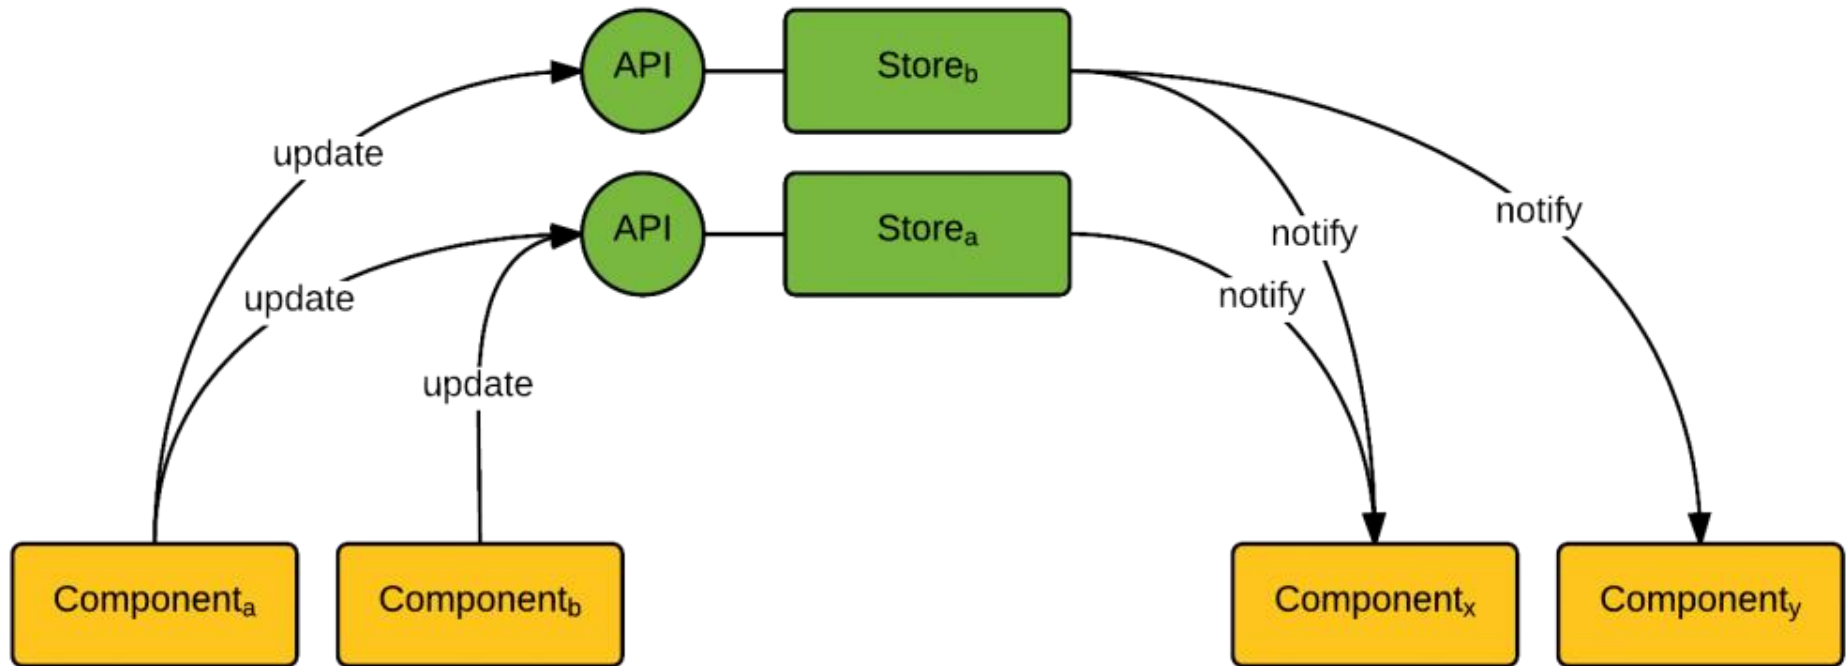 API
Storeb
update
notify
API
Storea
notify
update
notify
update
Componenta
Componentb
Componentx
Componenty